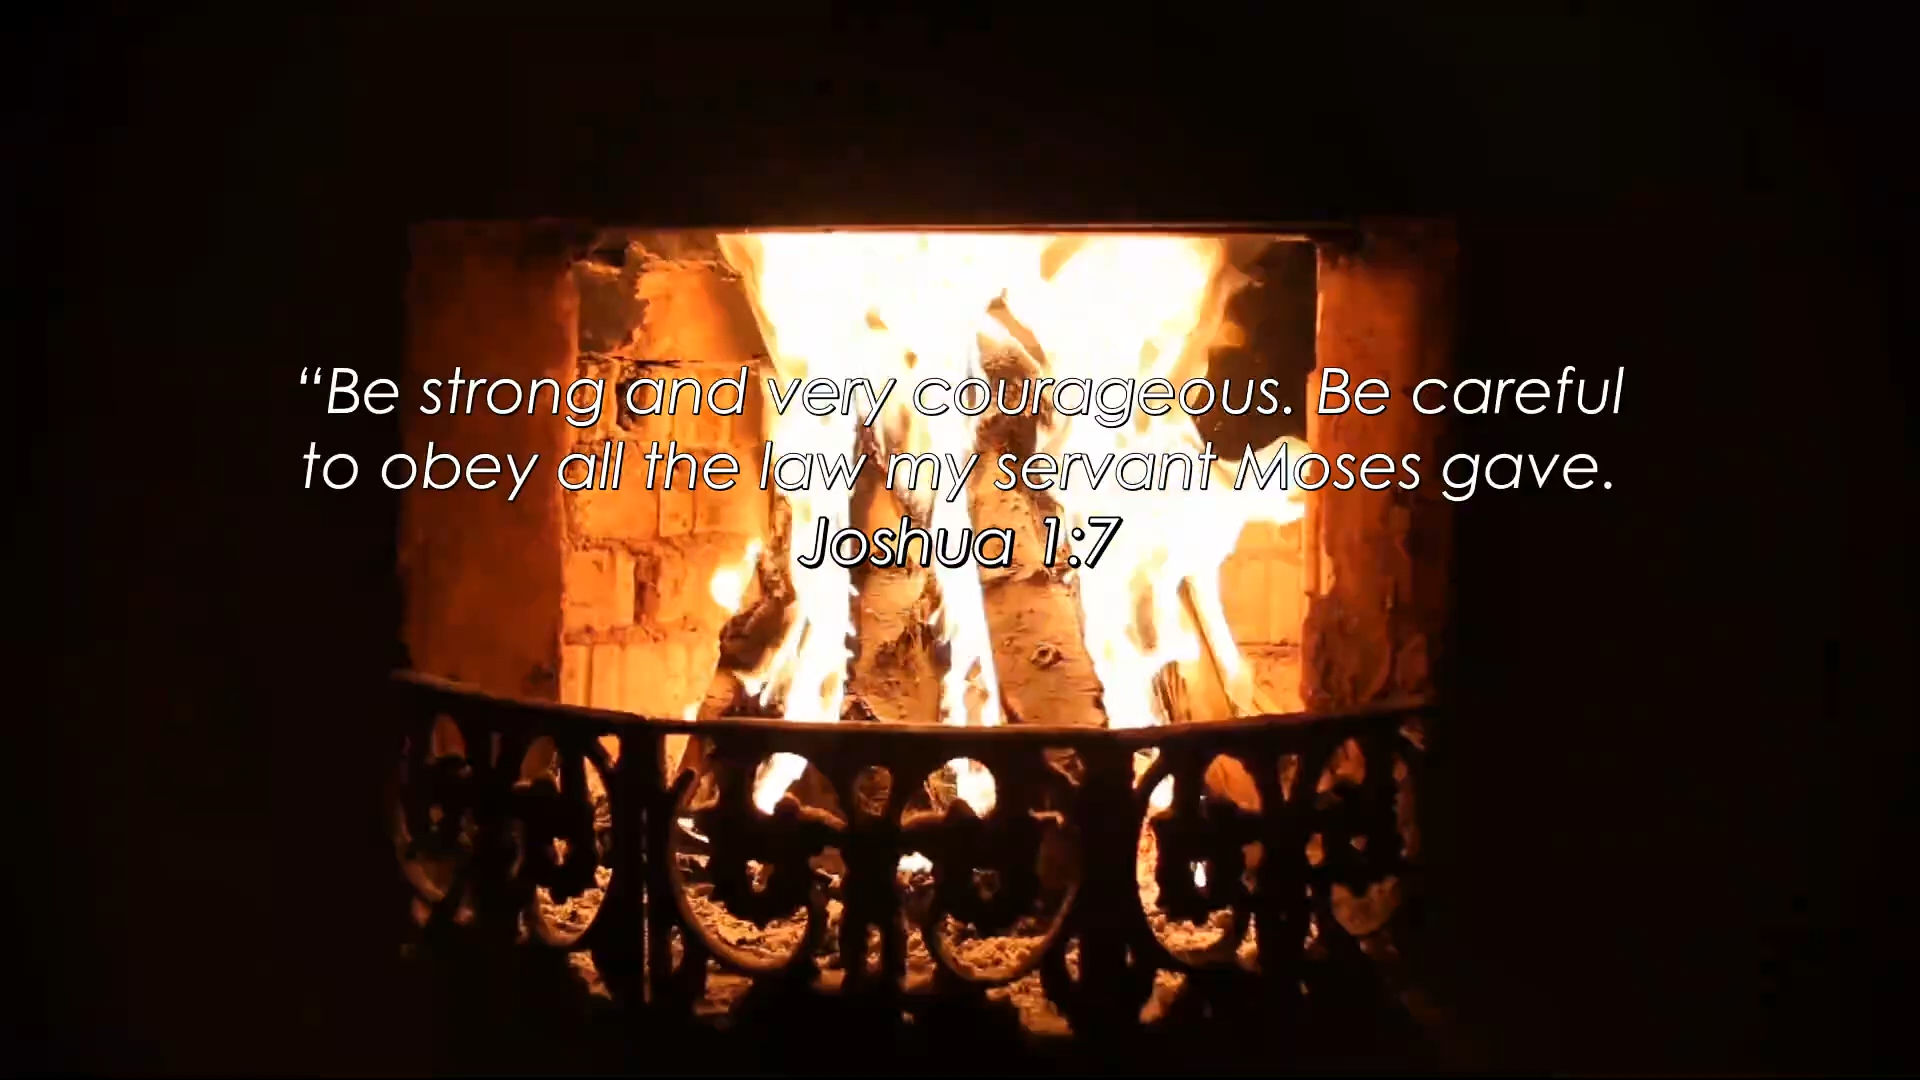 “Be strong and very courageous. Be careful
to obey all the law my servant Moses gave.
Joshua 1:7